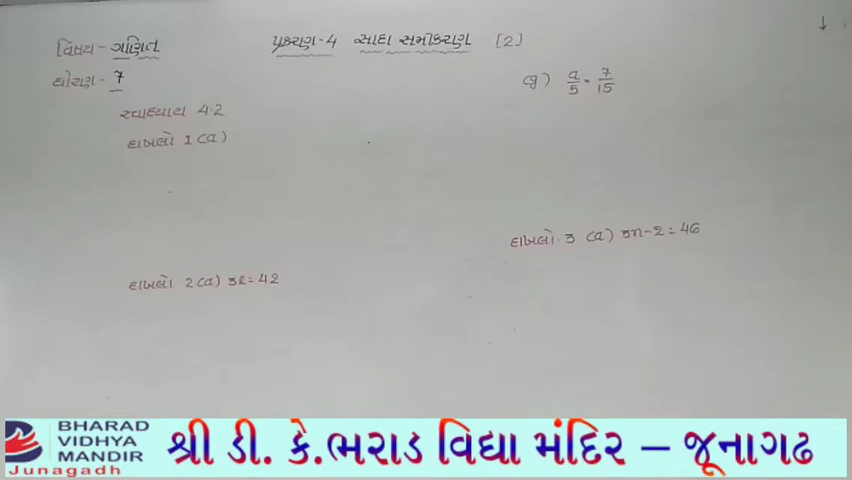 વિષય - ગણિત
પ્રકરણ-4 સાદા સમીકરણ [2]
ધોરણ - 7
સ્વાધ્યાય 4.2
દાખલો 1 (a)
દાખલો 2 (a) 3l = 42
(g) a/5 = 7/15
દાખલો 3 (a) 3n-2 = 46
BHARAD
VIDHYA
MANDIR
Junagadh
શ્રી ડી. કે.ભરાડ વિદ્યા મંદિર – જૂનાગઢ